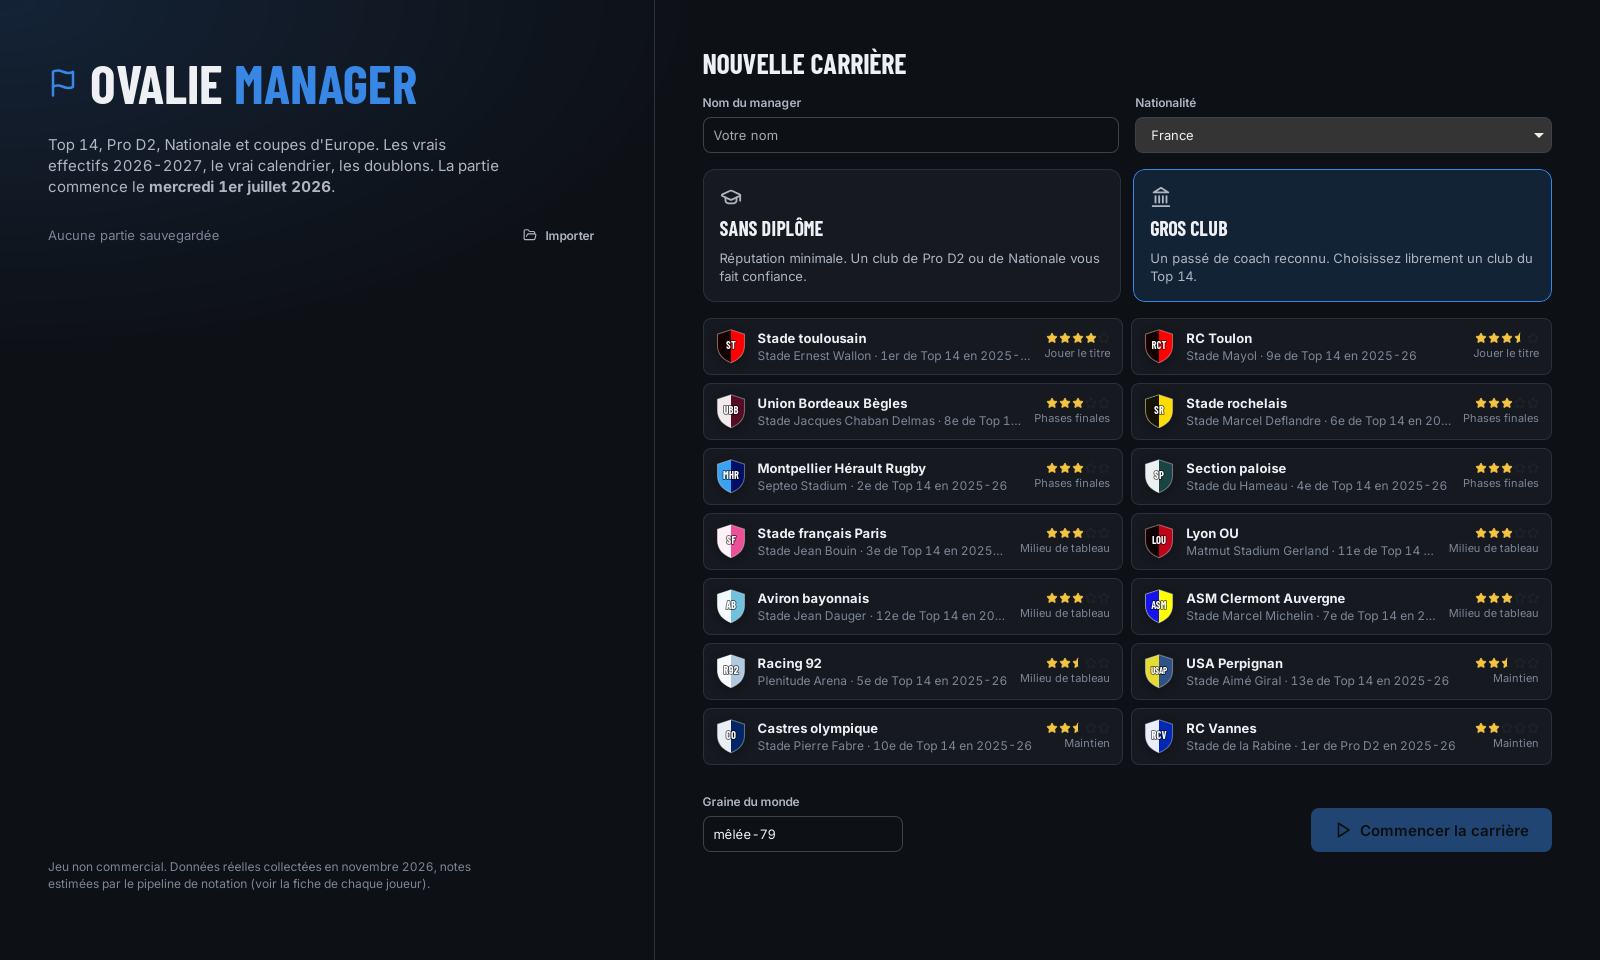 OVALIE MANAGER
Top 14, Pro D2, Nationale et coupes d'Europe. Les vrais
effectifs 2026-2027, le vrai calendrier, les doublons. La partie
commence le mercredi 1er juillet 2026.
Aucune partie sauvegardée
Importer
Jeu non commercial. Données réelles collectées en novembre 2026, notes
estimées par le pipeline de notation (voir la fiche de chaque joueur).
NOUVELLE CARRIÈRE
Nom du manager
Votre nom
Nationalité
France
SANS DIPLÔME
Réputation minimale. Un club de Pro D2 ou de Nationale vous
fait confiance.
GROS CLUB
Un passé de coach reconnu. Choisissez librement un club du
Top 14.
ST
Stade toulousain
Stade Ernest Wallon · 1er de Top 14 en 2025-...
Jouer le titre
RCT
RC Toulon
Stade Mayol · 9e de Top 14 en 2025-26
Jouer le titre
UBB
Union Bordeaux Bègles
Stade Jacques Chaban Delmas · 8e de Top 1...
Phases finales
SR
Stade rochelais
Stade Marcel Deflandre · 6e de Top 14 en 20...
Phases finales
MHR
Montpellier Hérault Rugby
Septeo Stadium · 2e de Top 14 en 2025-26
Phases finales
SP
Section paloise
Stade du Hameau · 4e de Top 14 en 2025-26
Phases finales
SF
Stade français Paris
Stade Jean Bouin · 3e de Top 14 en 2025...
Milieu de tableau
LOU
Lyon OU
Matmut Stadium Gerland · 11e de Top 14 ...
Milieu de tableau
AB
Aviron bayonnais
Stade Jean Dauger · 12e de Top 14 en 20...
Milieu de tableau
ASM
ASM Clermont Auvergne
Stade Marcel Michelin · 7e de Top 14 en 2...
Milieu de tableau
R92
Racing 92
Plenitude Arena · 5e de Top 14 en 2025-26
Milieu de tableau
USAP
USA Perpignan
Stade Aimé Giral · 13e de Top 14 en 2025-26
Maintien
CO
Castres olympique
Stade Pierre Fabre · 10e de Top 14 en 2025-26
Maintien
RCV
RC Vannes
Stade de la Rabine · 1er de Pro D2 en 2025-26
Maintien
Graine du monde
mêlée-79
Commencer la carrière